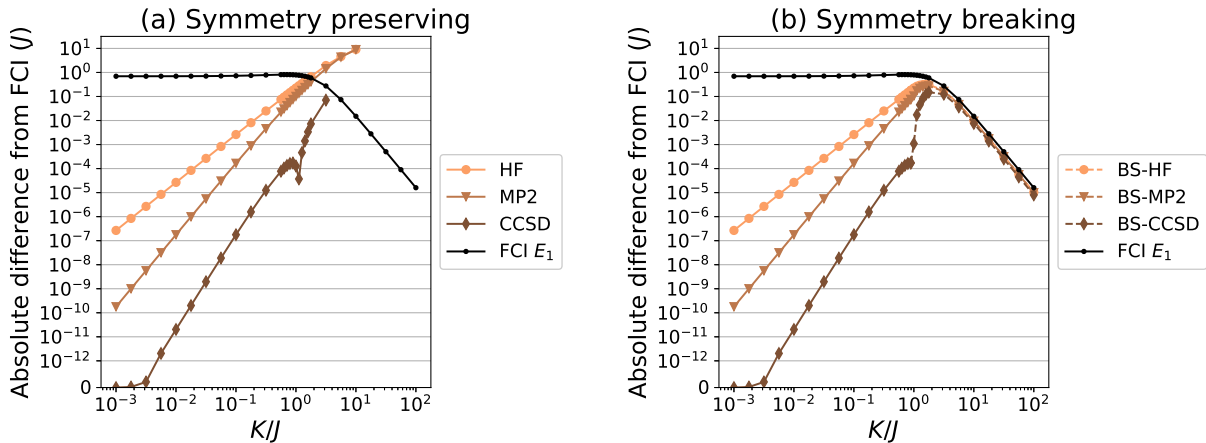 (a) Symmetry preserving
Absolute difference from FCI (J)
10^1
10^0
10^-1
10^-2
10^-3
10^-4
10^-5
10^-6
10^-7
10^-8
10^-9
10^-10
10^-11
10^-12
0
10^-3 10^-2 10^-1 10^0 10^1 10^2
K/J
HF
MP2
CCSD
FCI E_1
(b) Symmetry breaking
Absolute difference from FCI (J)
10^1
10^0
10^-1
10^-2
10^-3
10^-4
10^-5
10^-6
10^-7
10^-8
10^-9
10^-10
10^-11
10^-12
0
10^-3 10^-2 10^-1 10^0 10^1 10^2
K/J
BS-HF
BS-MP2
BS-CCSD
FCI E_1